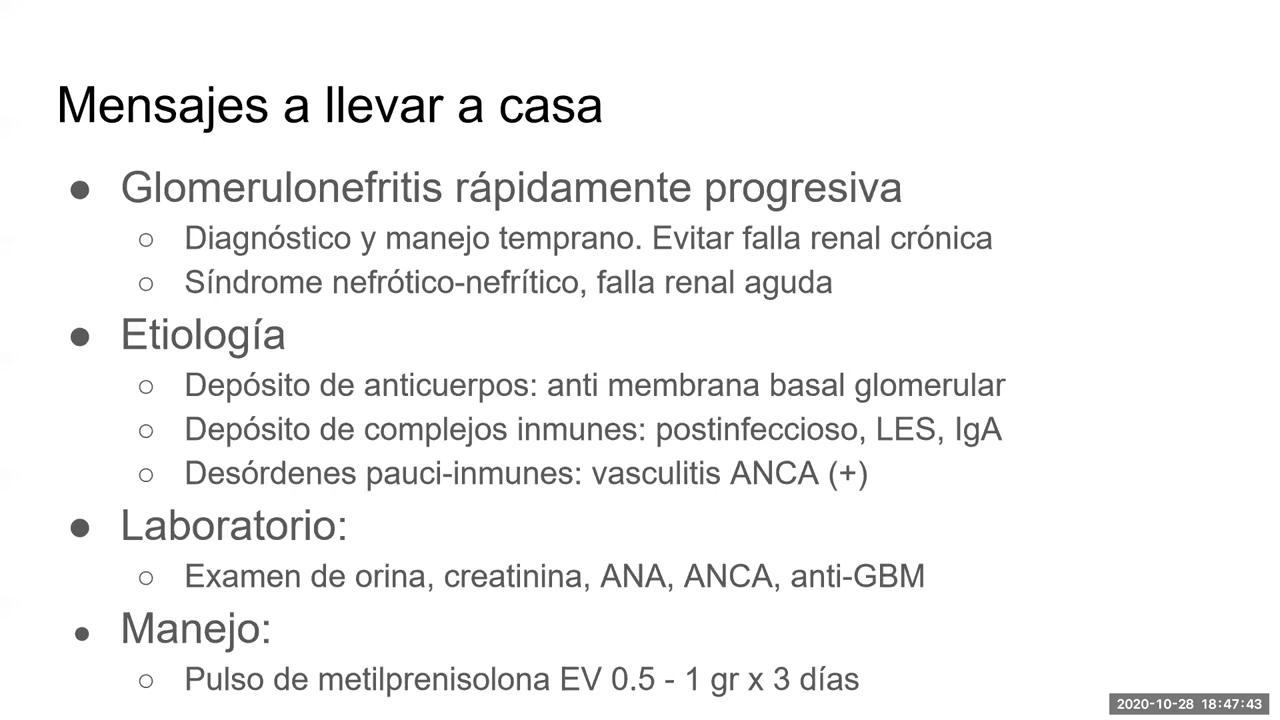 Mensajes a llevar a casa
● Glomerulonefritis rápidamente progresiva
○ Diagnóstico y manejo temprano. Evitar falla renal crónica
○ Síndrome nefrótico-nefrítico, falla renal aguda
● Etiología
○ Depósito de anticuerpos: anti membrana basal glomerular
○ Depósito de complejos inmunes: postinfeccioso, LES, IgA
○ Desórdenes pauci-inmunes: vasculitis ANCA (+)
● Laboratorio:
○ Examen de orina, creatinina, ANA, ANCA, anti-GBM
● Manejo:
○ Pulso de metilprenisolona EV 0.5 - 1 gr x 3 días
2020-10-28 18:47:43